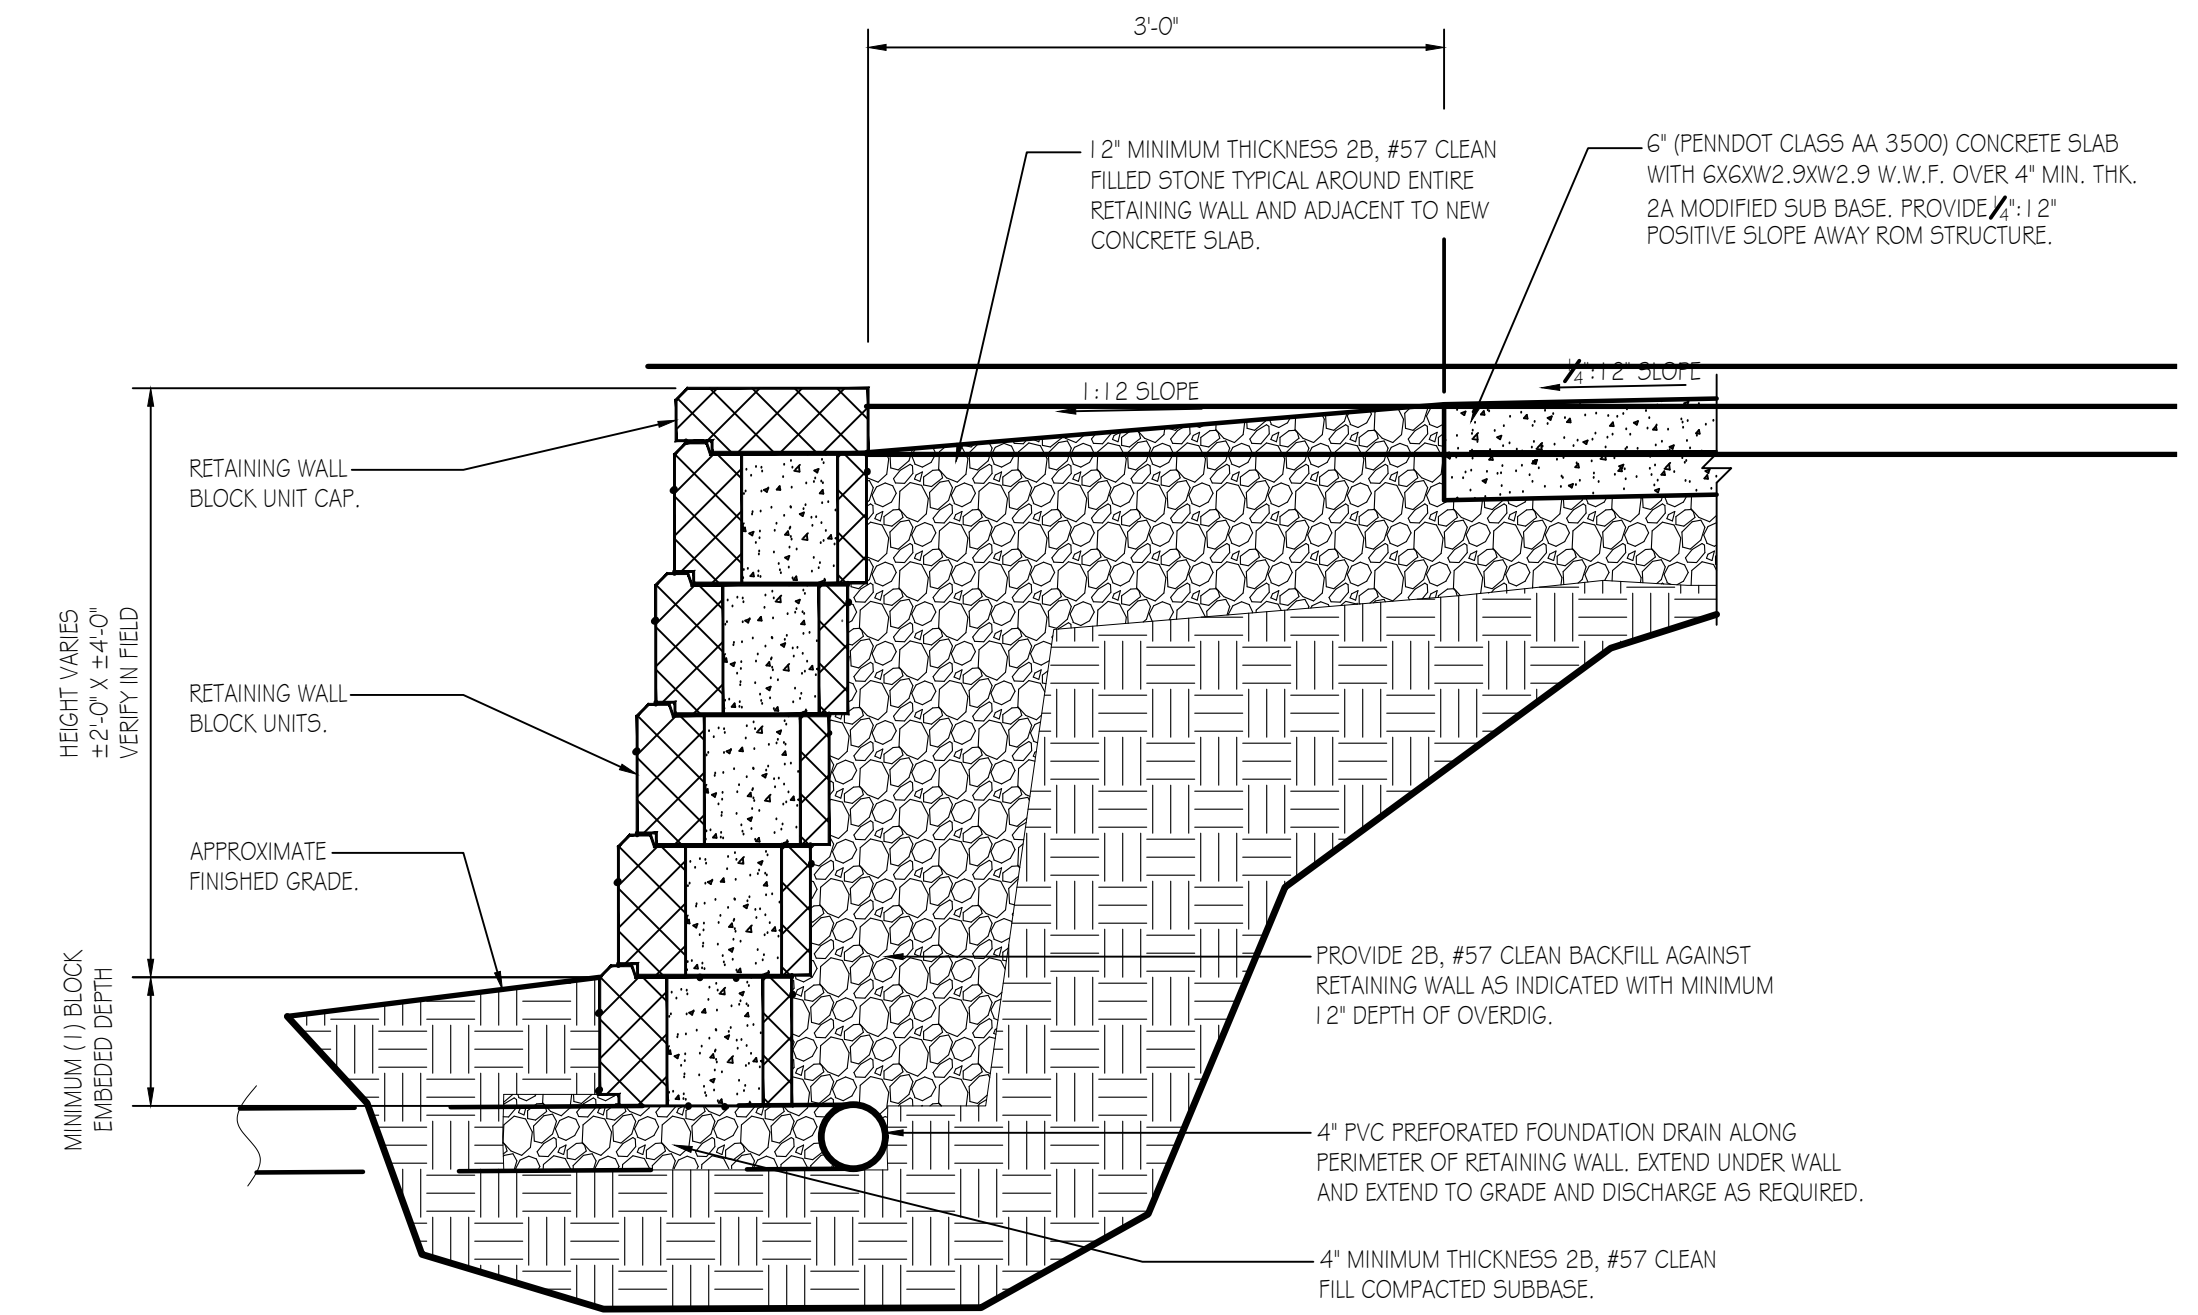 3'-0"
12" MINIMUM THICKNESS 2B, #57 CLEAN
FILLED STONE TYPICAL AROUND ENTIRE
RETAINING WALL AND ADJACENT TO NEW
CONCRETE SLAB.
6" (PENNDOT CLASS AA 3500) CONCRETE SLAB
WITH 6X6XW2.9XW2.9 W.W.F. OVER 4" MIN. THK.
2A MODIFIED SUB BASE. PROVIDE 1/4":12"
POSITIVE SLOPE AWAY ROM STRUCTURE.
1:12 SLOPE
1/4":12" SLOPE
RETAINING WALL
BLOCK UNIT CAP.
HEIGHT VARIES
±2'-0" X ±4'-0"
VERIFY IN FIELD
RETAINING WALL
BLOCK UNITS.
APPROXIMATE
FINISHED GRADE.
MINIMUM (1) BLOCK
EMBEDED DEPTH
PROVIDE 2B, #57 CLEAN BACKFILL AGAINST
RETAINING WALL AS INDICATED WITH MINIMUM
12" DEPTH OF OVERDIG.
4" PVC PREFORATED FOUNDATION DRAIN ALONG
PERIMETER OF RETAINING WALL. EXTEND UNDER WALL
AND EXTEND TO GRADE AND DISCHARGE AS REQUIRED.
4" MINIMUM THICKNESS 2B, #57 CLEAN
FILL COMPACTED SUBBASE.